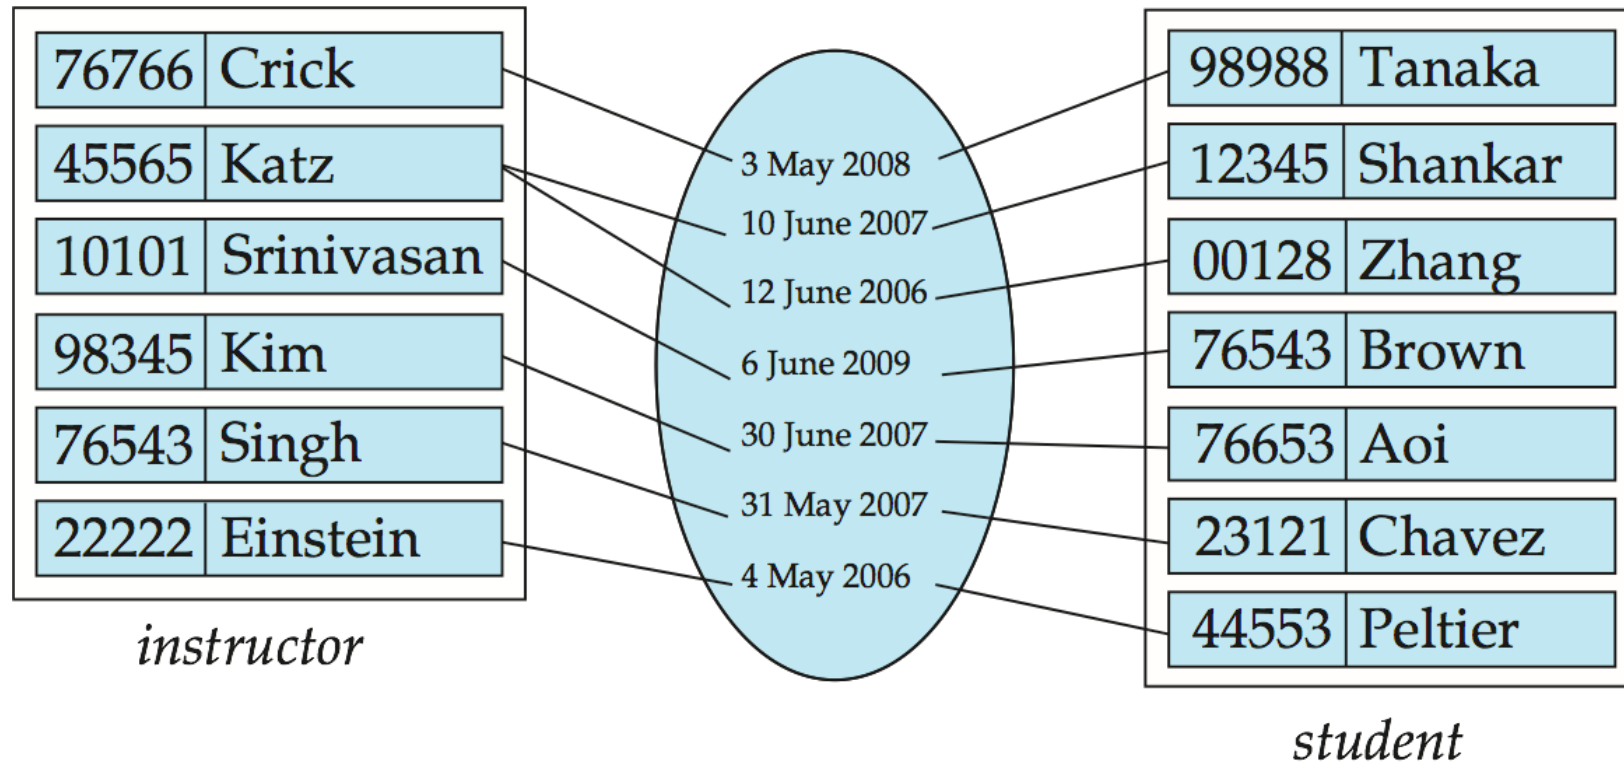 76766 Crick
45565 Katz
10101 Srinivasan
98345 Kim
76543 Singh
22222 Einstein
instructor
3 May 2008
10 June 2007
12 June 2006
6 June 2009
30 June 2007
31 May 2007
4 May 2006
98988 Tanaka
12345 Shankar
00128 Zhang
76543 Brown
76653 Aoi
23121 Chavez
44553 Peltier
student